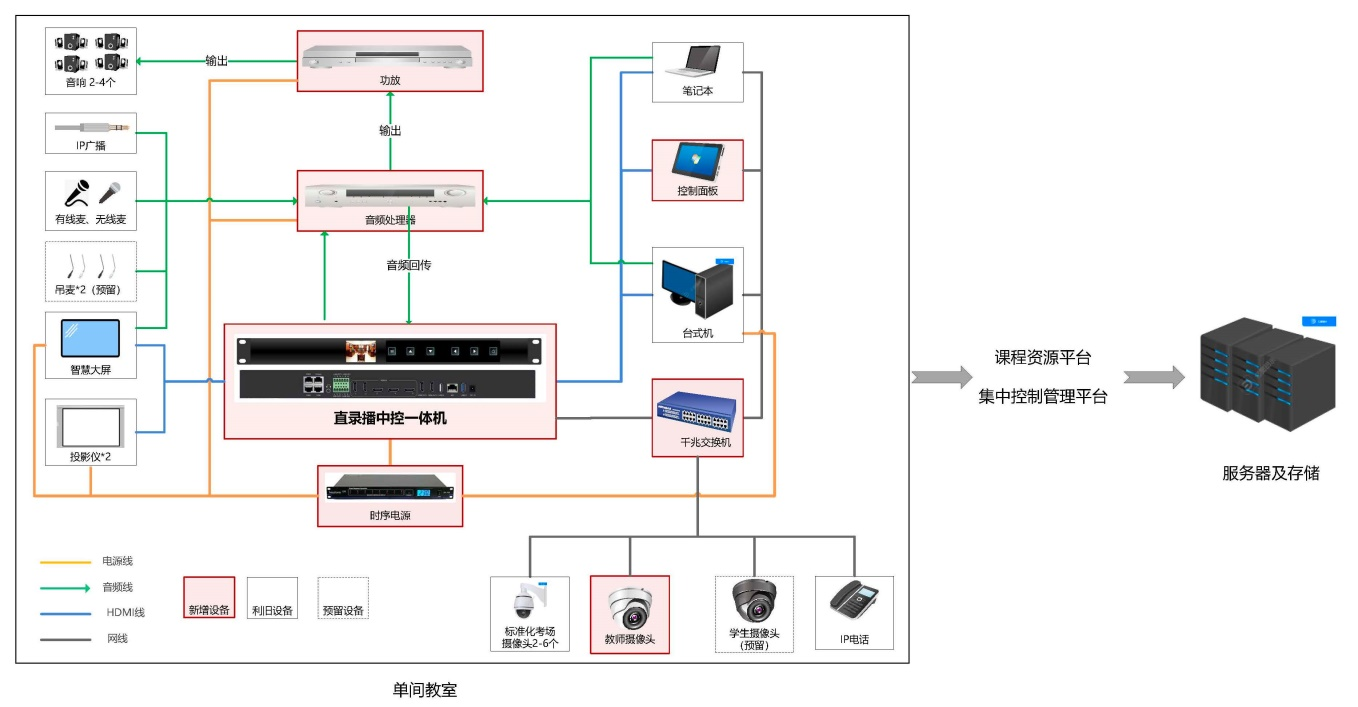 输出
音响 2-4个
功放
笔记本
输出
IP广播
控制面板
有线麦、无线麦
音频处理器
音频回传
吊麦*2（预留）
台式机
智慧大屏
直录播中控一体机
投影仪*2
千兆交换机
时序电源
课程资源平台
集中控制管理平台
服务器及存储
电源线
音频线
HDMI线
网线
新增设备
利旧设备
预留设备
标准化考场
摄像头2-6个
教师摄像头
学生摄像头
（预留）
IP电话
单间教室